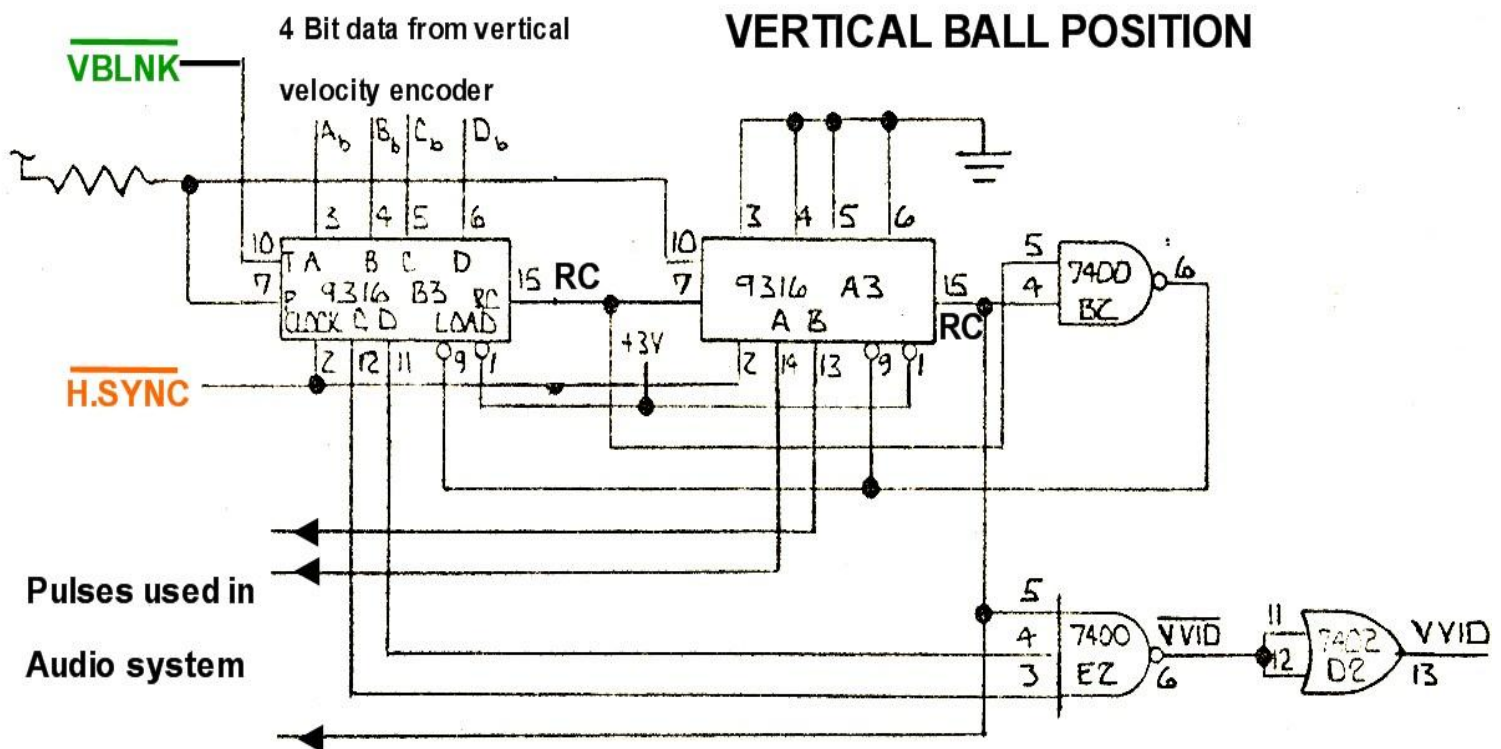 4 Bit data from vertical
velocity encoder
VERTICAL BALL POSITION
VBLNK
Ab Bb Cb Db
3 4 5 6
3 4 5 6
10
7
T A B C D
P 9316 B3 RC
CLOCK C D LOAD
15 RC
2 12 11 9 1
+3V
10
7
9316 A3
A B
15
RC
2 14 13 9 1
5
4
7400
B2
6
H.SYNC
Pulses used in
Audio system
5
4
3
7400
E2
VVID
6
11
12
7402
D2
VVID
13